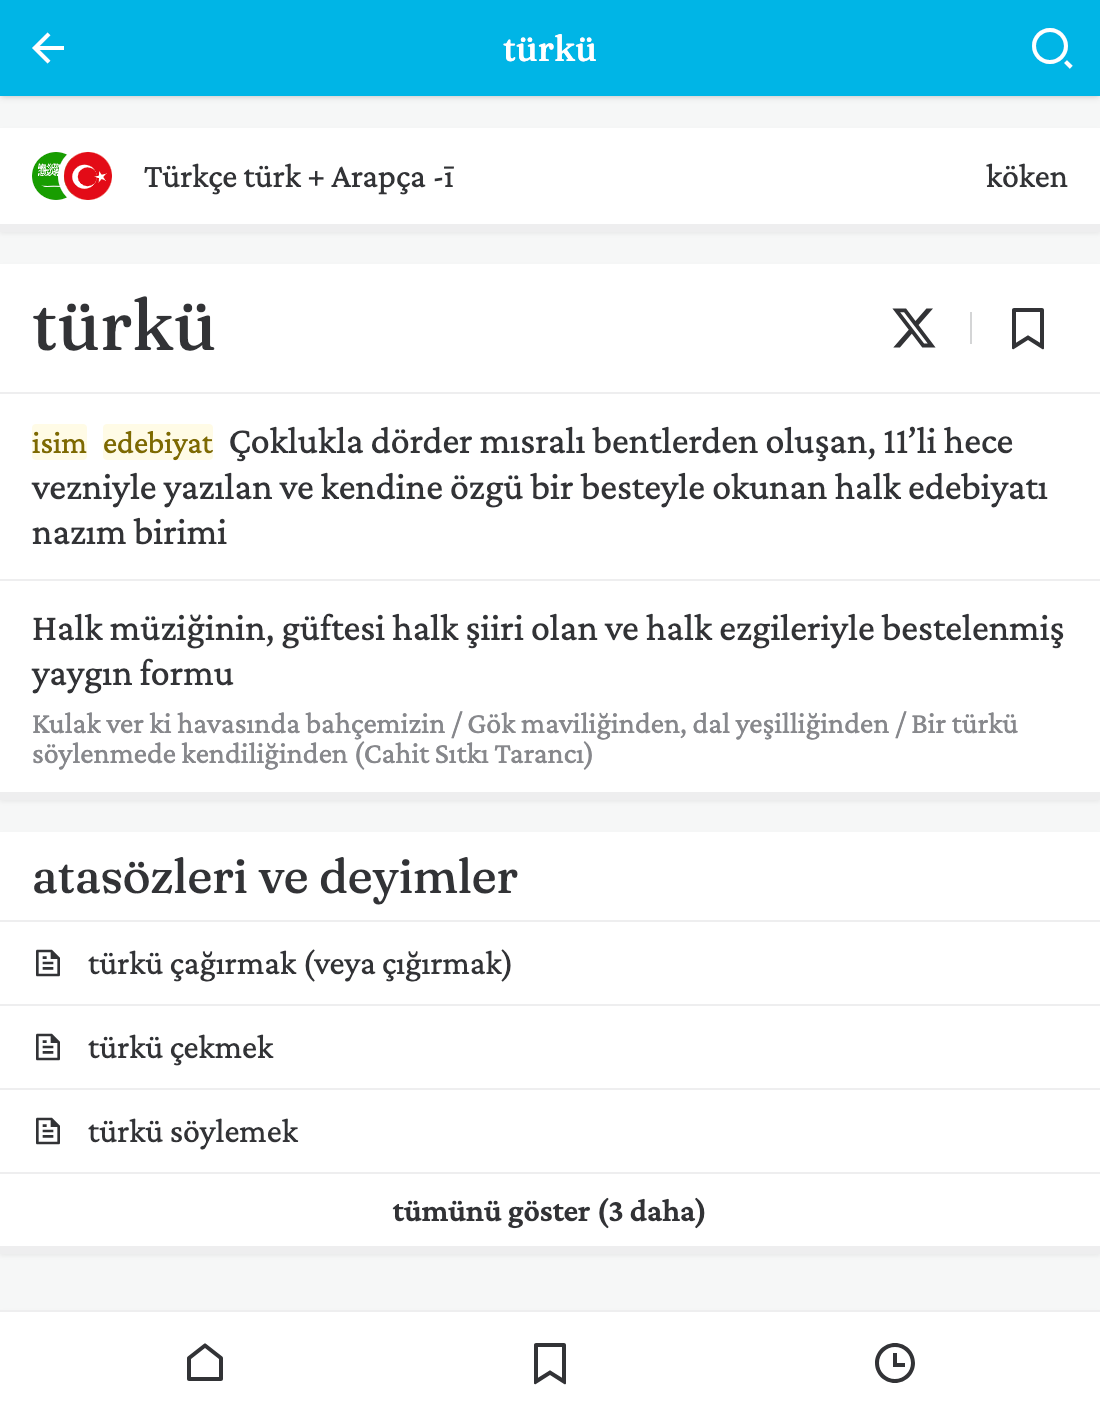 türkü
Türkçe türk + Arapça -ī
köken
türkü
isim edebiyat Çoklukla dörder mısralı bentlerden oluşan, 11’li hece
vezniyle yazılan ve kendine özgü bir besteyle okunan halk edebiyatı
nazım birimi
Halk müziğinin, güftesi halk şiiri olan ve halk ezgileriyle bestelenmiş
yaygın formu
Kulak ver ki havasında bahçemizin / Gök maviliğinden, dal yeşilliğinden / Bir türkü
söylenmede kendiliğinden (Cahit Sıtkı Tarancı)
atasözleri ve deyimler
türkü çağırmak (veya çığırmak)
türkü çekmek
türkü söylemek
tümünü göster (3 daha)